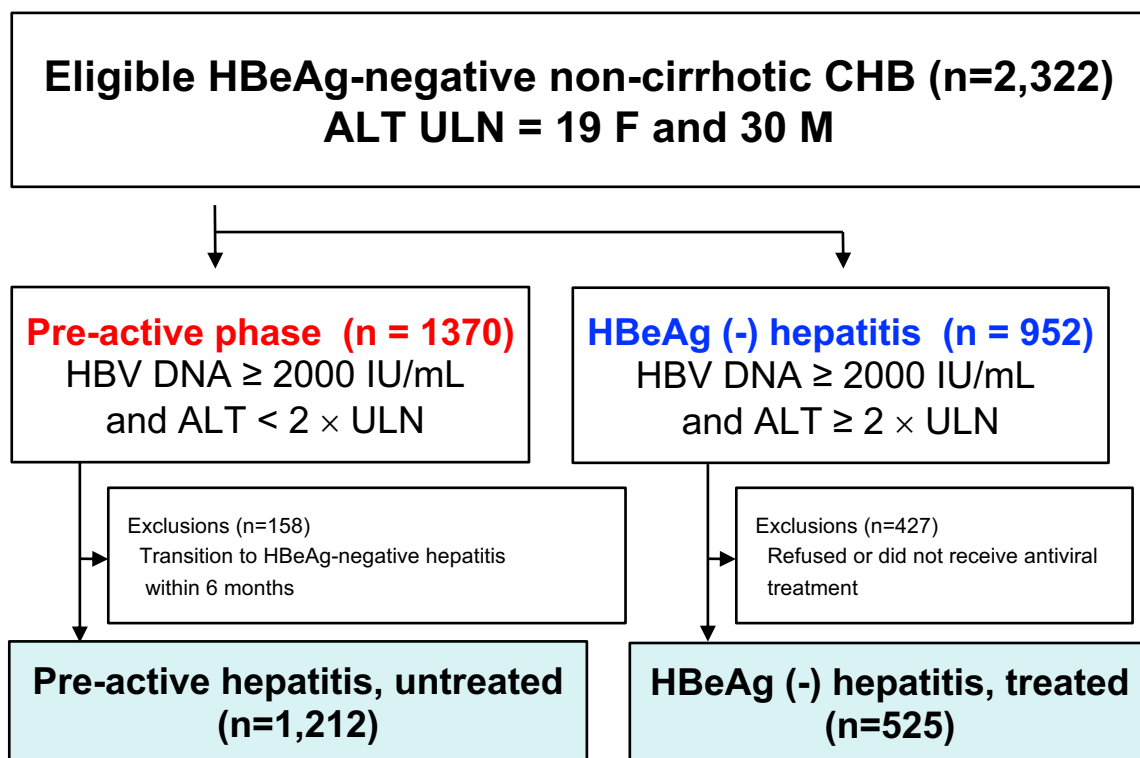 Eligible HBeAg-negative non-cirrhotic CHB (n=2,322)
ALT ULN = 19 F and 30 M
Pre-active phase (n = 1370)
HBV DNA ≥ 2000 IU/mL
and ALT < 2 × ULN
HBeAg (-) hepatitis (n = 952)
HBV DNA ≥ 2000 IU/mL
and ALT ≥ 2 × ULN
Exclusions (n=158)
Transition to HBeAg-negative hepatitis
within 6 months
Exclusions (n=427)
Refused or did not receive antiviral
treatment
Pre-active hepatitis, untreated
(n=1,212)
HBeAg (-) hepatitis, treated
(n=525)